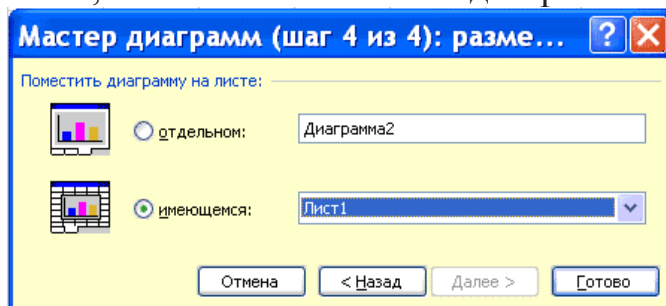 Мастер диаграмм (шаг 4 из 4): разме...
Поместить диаграмму на листе:
отдельном: Диаграмма2
имеющемся: Лист1
Отмена < Назад Далее > Готово